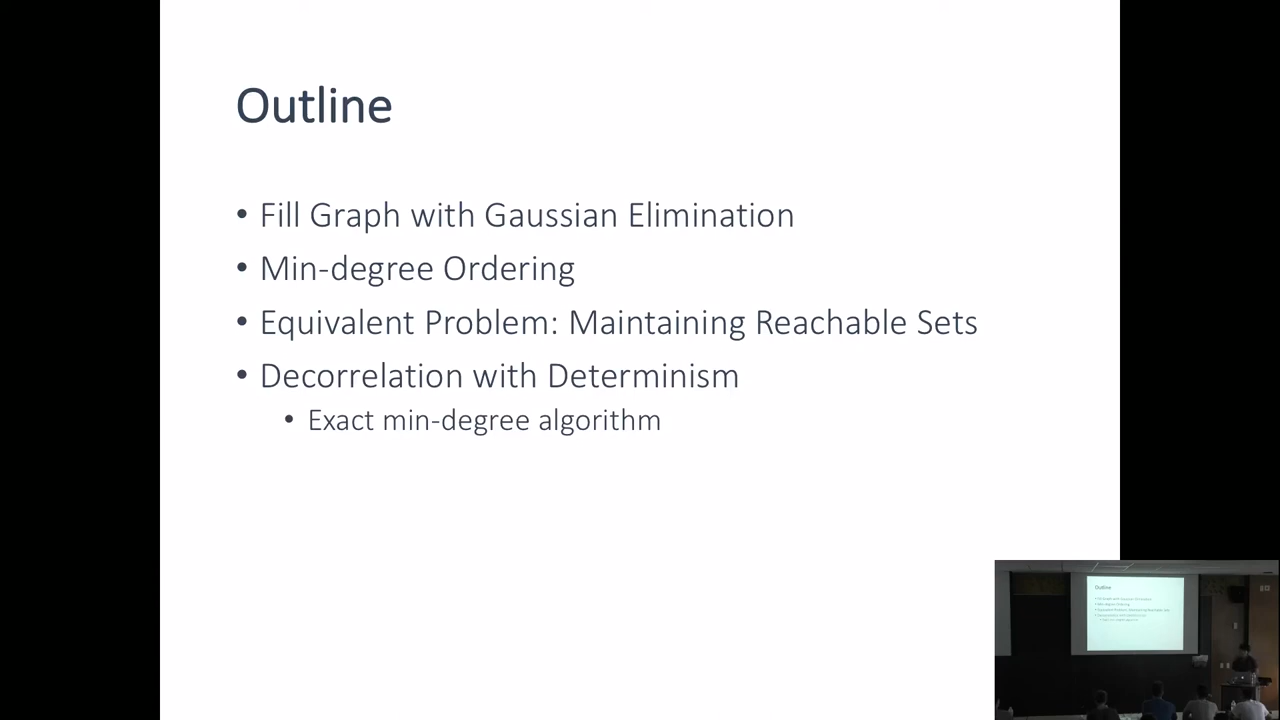 Outline
• Fill Graph with Gaussian Elimination
• Min-degree Ordering
• Equivalent Problem: Maintaining Reachable Sets
• Decorrelation with Determinism
• Exact min-degree algorithm
Outline